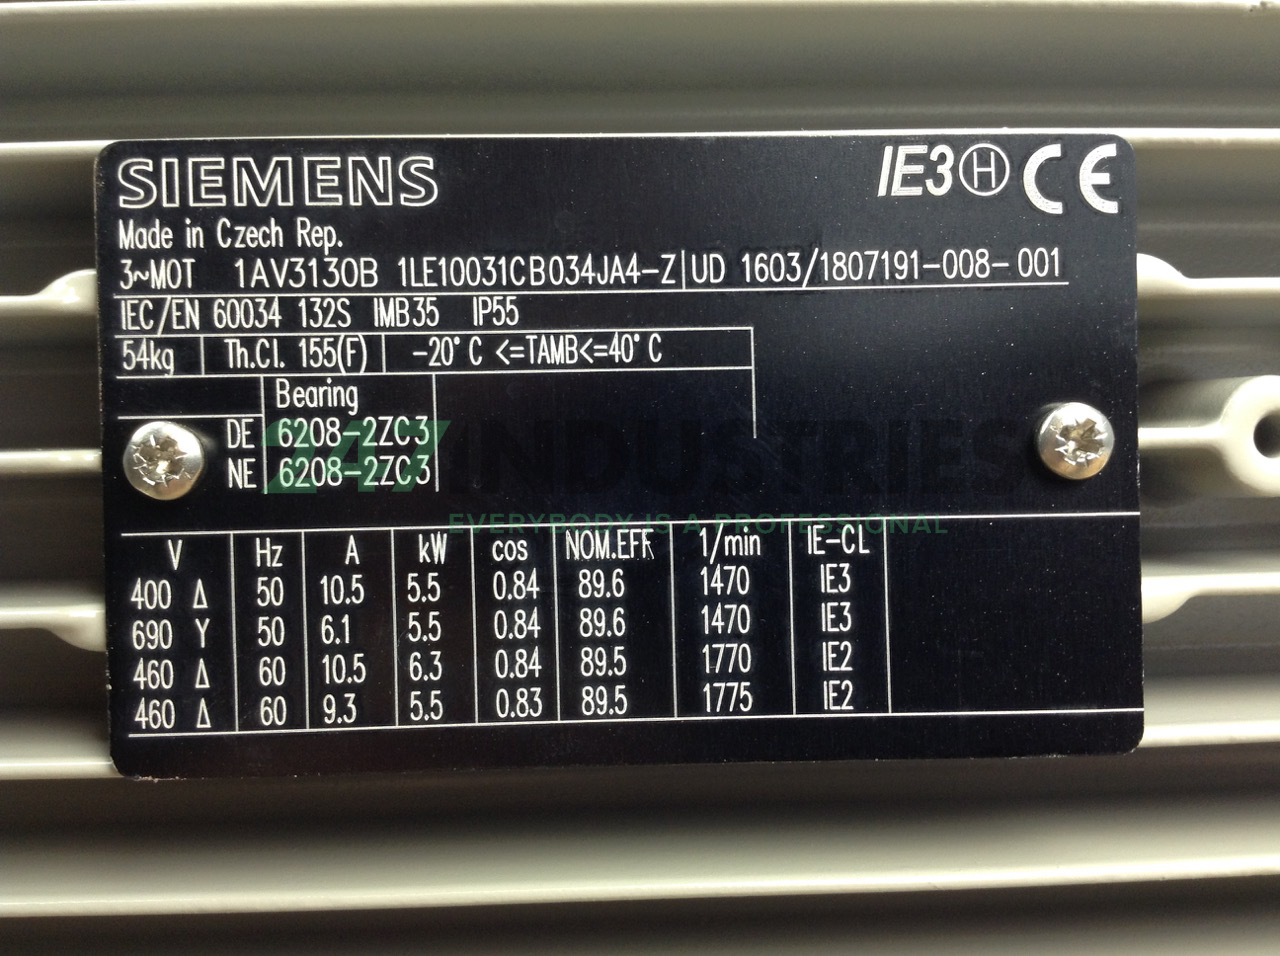 SIEMENS
IE3 H CE
Made in Czech Rep.
3~MOT 1AV3130B 1LE10031CB034JA4-Z UD 1603/1807191-008-001
IEC/EN 60034 132S IMB35 IP55
54kg Th.Cl. 155(F) -20°C <=TAMB<=40°C
Bearing
DE 6208-2ZC3
NE 6208-2ZC3
247INDUSTRIES
EVERYBODY IS A PROFESSIONAL
V Hz A kW cos NOM.EFF 1/min IE-CL
400 Δ 50 10.5 5.5 0.84 89.6 1470 IE3
690 Y 50 6.1 5.5 0.84 89.6 1470 IE3
460 Δ 60 10.5 6.3 0.84 89.5 1770 IE2
460 Δ 60 9.3 5.5 0.83 89.5 1775 IE2